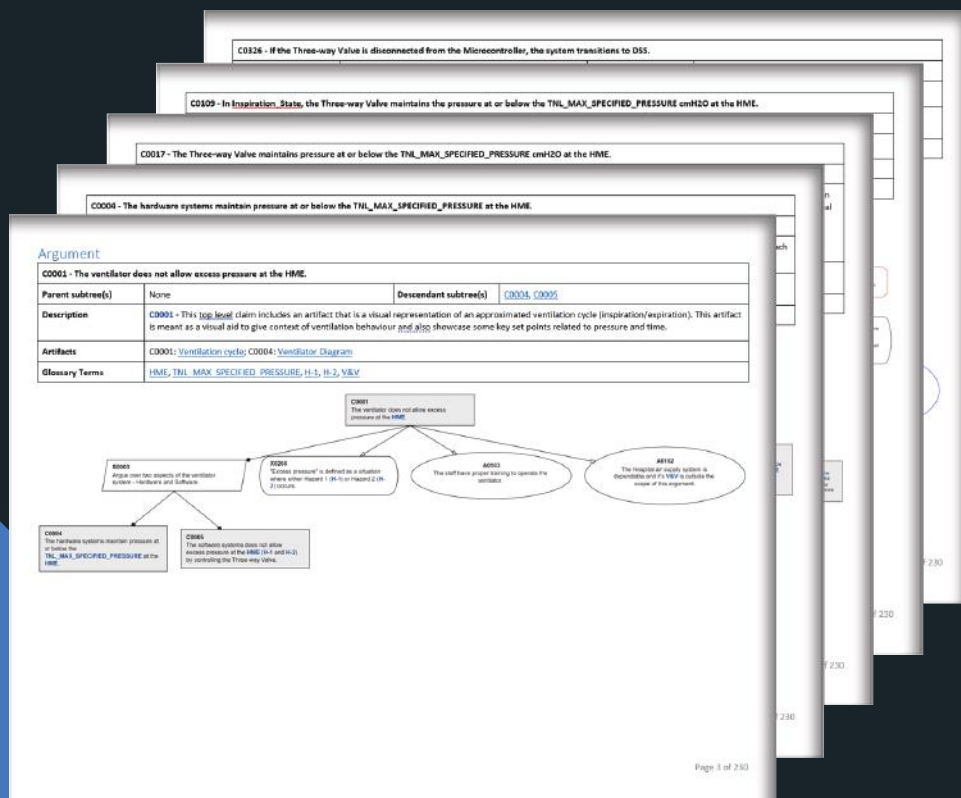 C0326 - If the Three-way Valve is disconnected from the Microcontroller, the system transitions to DSS.
C0109 - In Inspiration_State, the Three-way Valve maintains the pressure at or below the TNL_MAX_SPECIFIED_PRESSURE cmH2O at the HME.
C0017 - The Three-way Valve maintains pressure at or below the TNL_MAX_SPECIFIED_PRESSURE cmH2O at the HME.
C0004 - The hardware systems maintain pressure at or below the TNL_MAX_SPECIFIED_PRESSURE at the HME.
Argument
C0001 - The ventilator does not allow excess pressure at the HME.
Parent subtree(s) None Descendant subtree(s) C0004, C0005
Description C0001 - This top level claim includes an artifact that is a visual representation of an approximated ventilation cycle (inspiration/expiration). This artifact
is meant as a visual aid to give context of ventilation behaviour and also showcase some key set points related to pressure and time.
Artifacts C0001: Ventilation cycle; C0004: Ventilator Diagram
Glossary Terms HME, TNL_MAX_SPECIFIED_PRESSURE, H-1, H-2, V&V
C0001
The ventilator does not allow excess
pressure at the HME.
S0003
Argue over two aspects of the ventilator
system - Hardware and Software.
"Excess pressure" is defined as a situation
where either Hazard 1 (H-1) or Hazard 2 (H-
2) occurs.
The staff have proper training to operate the
ventilator.
supply system is
dependable and it's V&V is outside the
scope of this argument.
C0004
The hardware systems maintain pressure at
or below the
TNL_MAX_SPECIFIED_PRESSURE at the
HME.
C0005
The software systems does not allow
excess pressure at the HME (H-1 and H-2)
by controlling the Three-way Valve.
Page 3 of 230
230
f 230
f 230
f 230